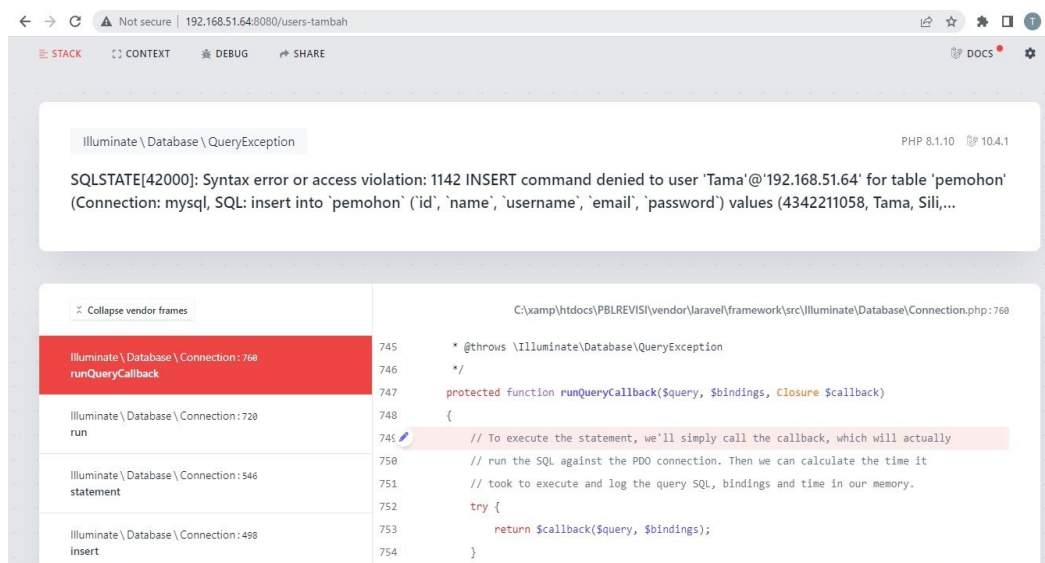 Not secure | 192.168.51.64:8080/users-tambah
T
STACK CONTEXT DEBUG SHARE DOCS
Illuminate \ Database \ QueryException PHP 8.1.10 10.4.1
SQLSTATE[42000]: Syntax error or access violation: 1142 INSERT command denied to user 'Tama'@'192.168.51.64' for table 'pemohon'
(Connection: mysql, SQL: insert into `pemohon` (`id`, `name`, `username`, `email`, `password`) values (4342211058, Tama, Sili,...
Collapse vendor frames
Illuminate \ Database \ Connection : 760
runQueryCallback
Illuminate \ Database \ Connection : 720
run
Illuminate \ Database \ Connection : 546
statement
Illuminate \ Database \ Connection : 498
insert
C:\xamp\htdocs\PBLREVISI\vendor\laravel\framework\src\Illuminate\Database\Connection.php : 760
745 * @throws \Illuminate\Database\QueryException
746 */
747 protected function runQueryCallback($query, $bindings, Closure $callback)
748 {
749 // To execute the statement, we'll simply call the callback, which will actually
750 // run the SQL against the PDO connection. Then we can calculate the time it
751 // took to execute and log the query SQL, bindings and time in our memory.
752 try {
753 return $callback($query, $bindings);
754 }